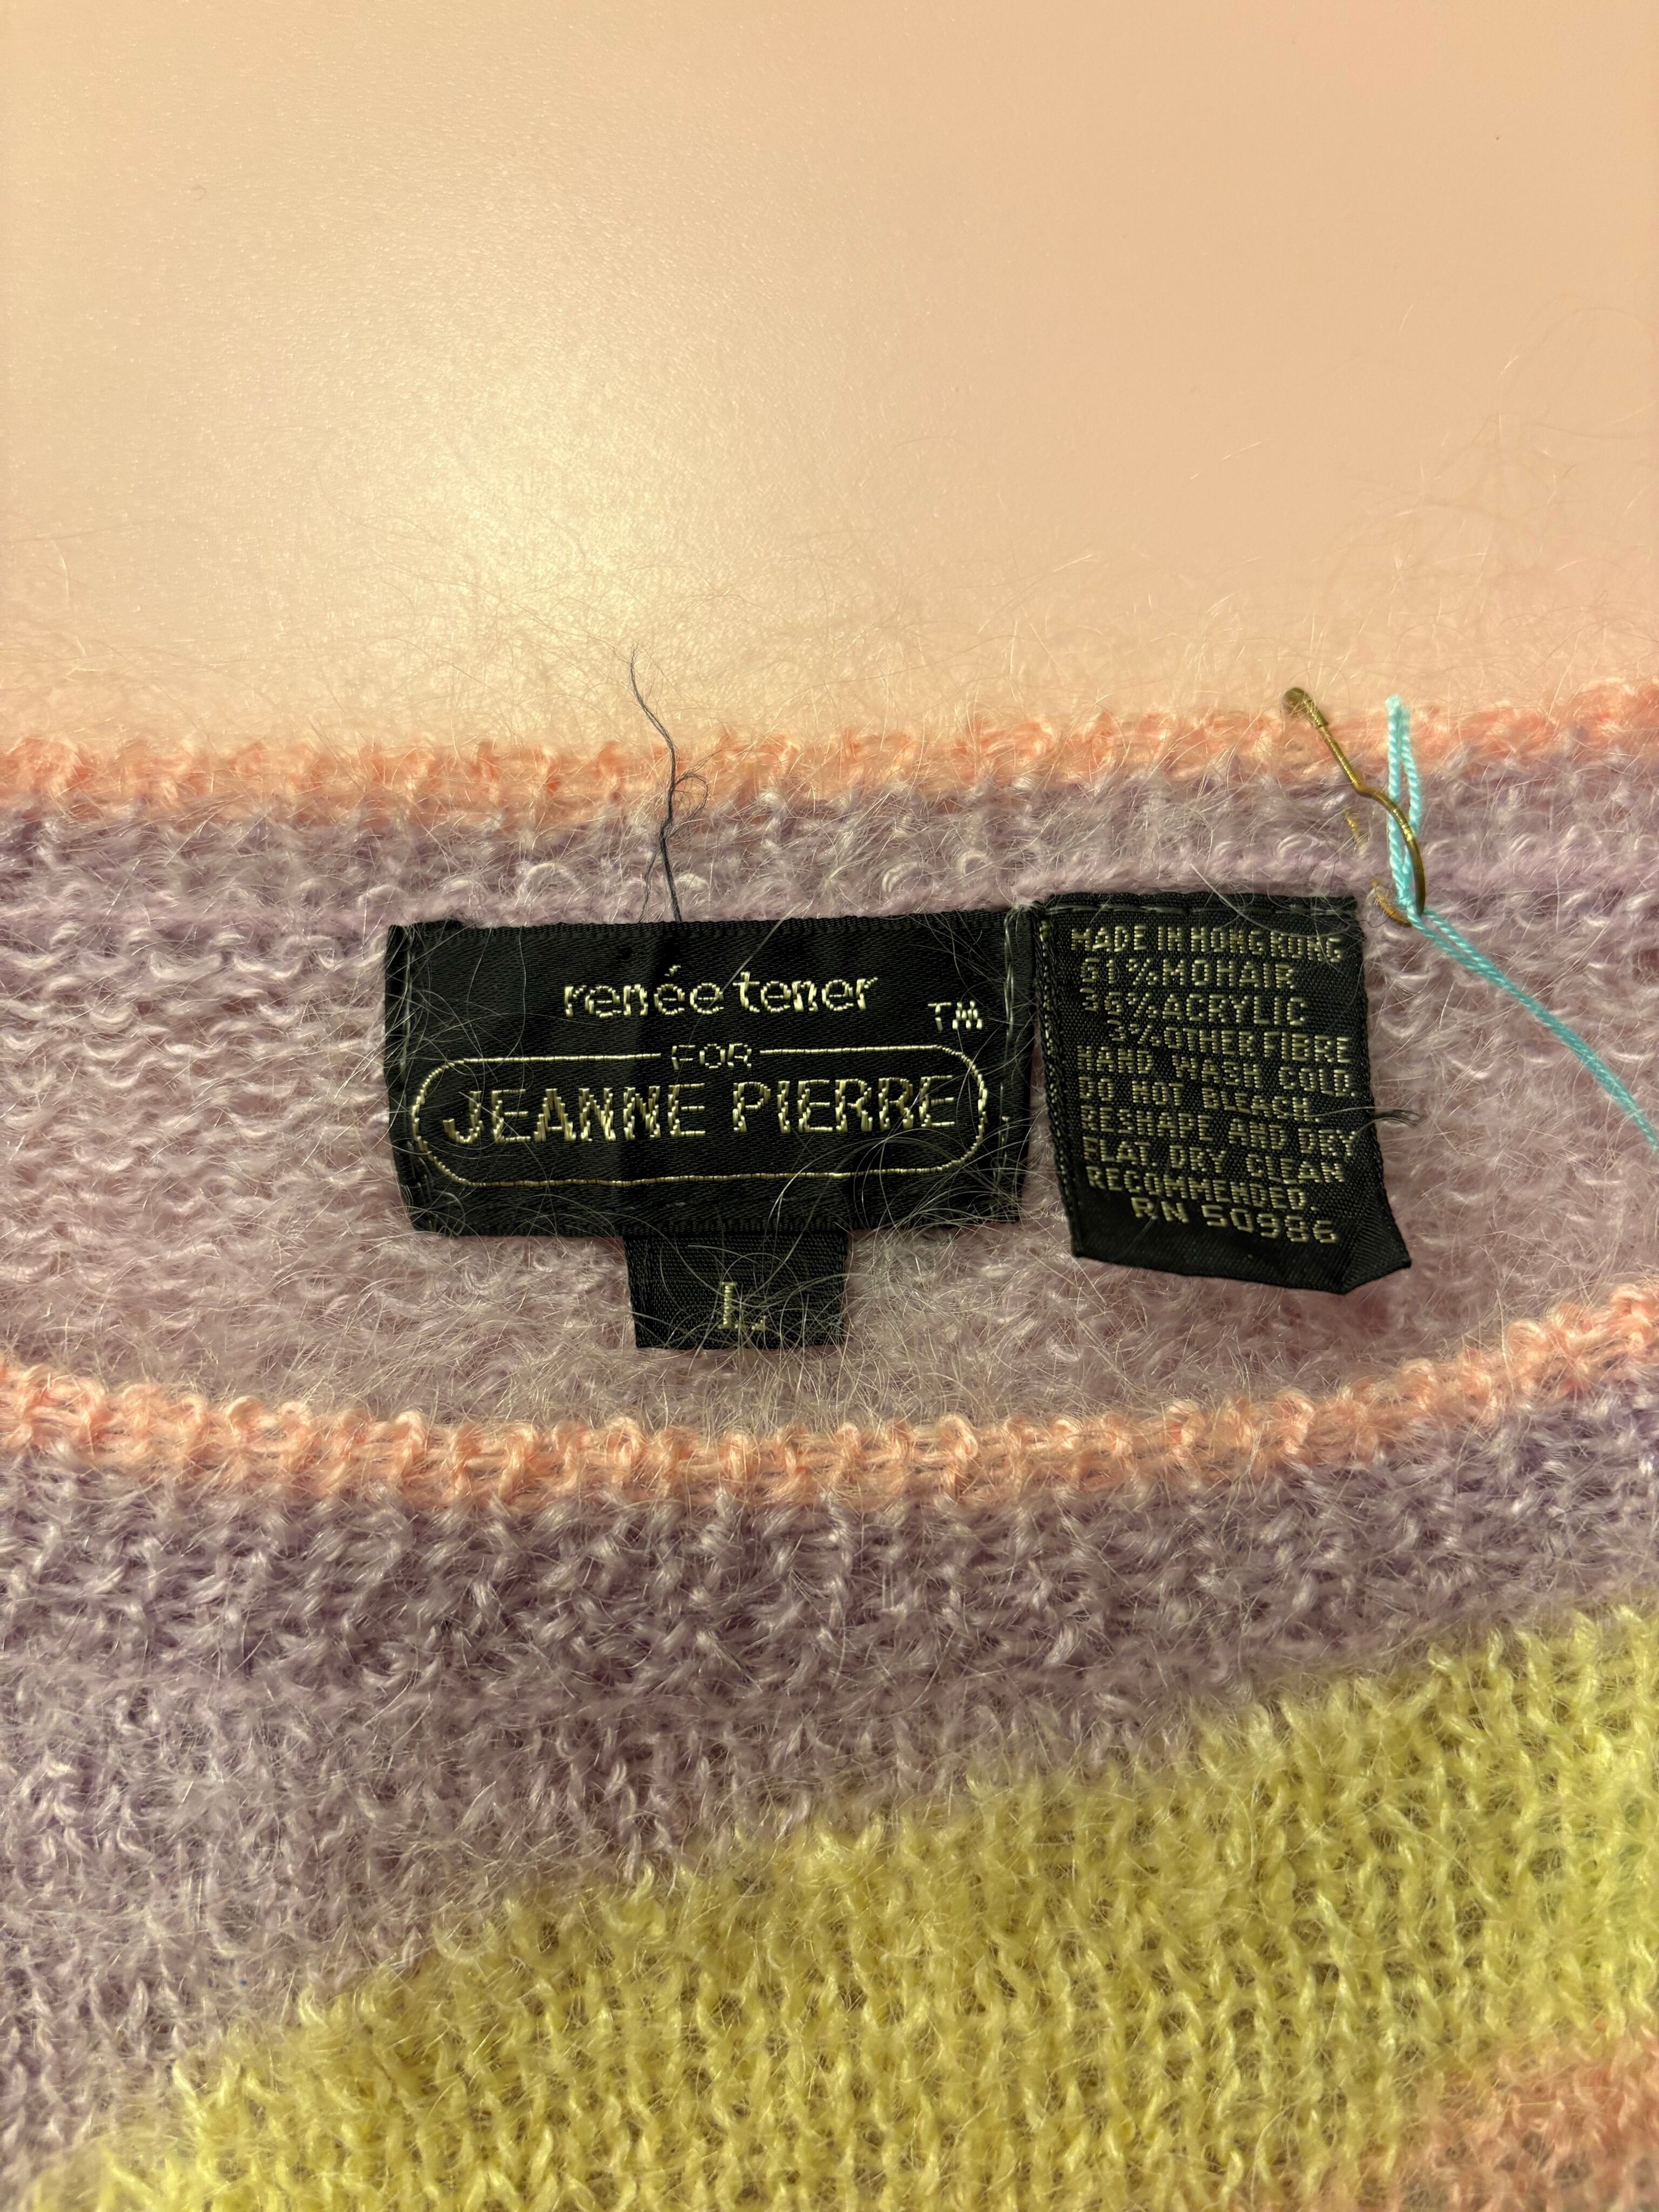 renée tener
TM
FOR
JEANNE PIERRE
L
MADE IN HONG KONG
61%MOHAIR
36%ACRYLIC
3%OTHER FIBRE
HAND WASH COLD
DO NOT BLEACH
RESHAPE AND DRY
FLAT DRY CLEAN
RECOMMENDED.
RN 50986